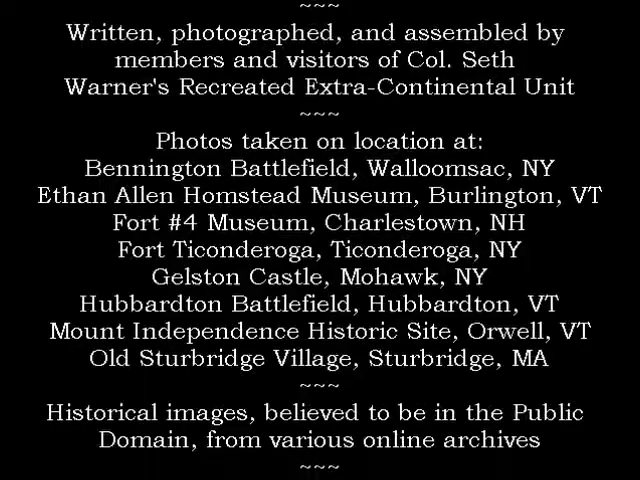 ~~~
Written, photographed, and assembled by
members and visitors of Col. Seth
Warner's Recreated Extra-Continental Unit
~~~
Photos taken on location at:
Bennington Battlefield, Walloomsac, NY
Ethan Allen Homstead Museum, Burlington, VT
Fort #4 Museum, Charlestown, NH
Fort Ticonderoga, Ticonderoga, NY
Gelston Castle, Mohawk, NY
Hubbardton Battlefield, Hubbardton, VT
Mount Independence Historic Site, Orwell, VT
Old Sturbridge Village, Sturbridge, MA
~~~
Historical images, believed to be in the Public
Domain, from various online archives
~~~